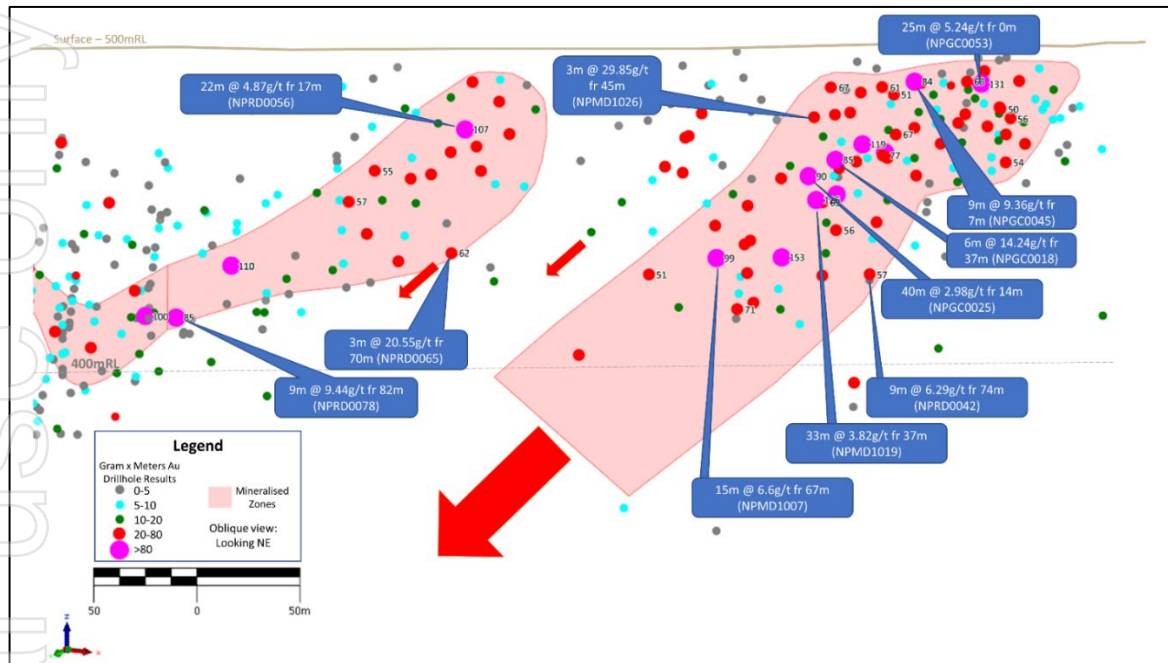 Surface – 500mRL
25m @ 5.24g/t fr 0m
(NPGC0053)
3m @ 29.85g/t
fr 45m
(NPMD1026)
22m @ 4.87g/t fr 17m
(NPRD0056)
107
55
57
62
110
100
85
67
61
51
84
131
50
56
67
54
119
77
85
90
56
99
153
51
71
57
9m @ 9.36g/t fr
7m (NPGC0045)
6m @ 14.24g/t fr
37m (NPGC0018)
40m @ 2.98g/t fr 14m
(NPGC0025)
3m @ 20.55g/t fr
70m (NPRD0065)
400mRL
9m @ 9.44g/t fr 82m
(NPRD0078)
9m @ 6.29g/t fr 74m
(NPRD0042)
33m @ 3.82g/t fr 37m
(NPMD1019)
15m @ 6.6g/t fr 67m
(NPMD1007)
Legend
Gram x Meters Au
Drillhole Results
0-5
5-10
10-20
20-80
>80
Mineralised
Zones
Oblique view:
Looking NE
50
0
50m
Z
X